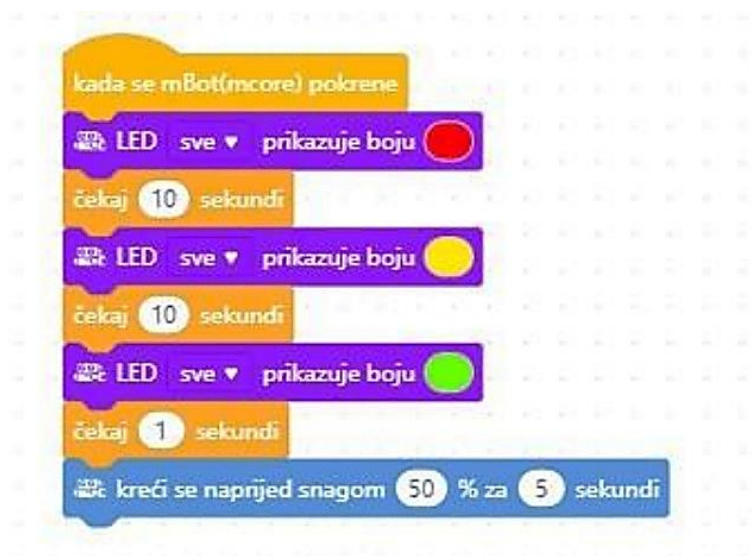 kada se mBot(mcore) pokrene
LED sve ▾ prikazuje boju
čekaj 10 sekundi
LED sve ▾ prikazuje boju
čekaj 10 sekundi
LED sve ▾ prikazuje boju
čekaj 1 sekundi
kreći se naprijed snagom 50 % za 5 sekundi